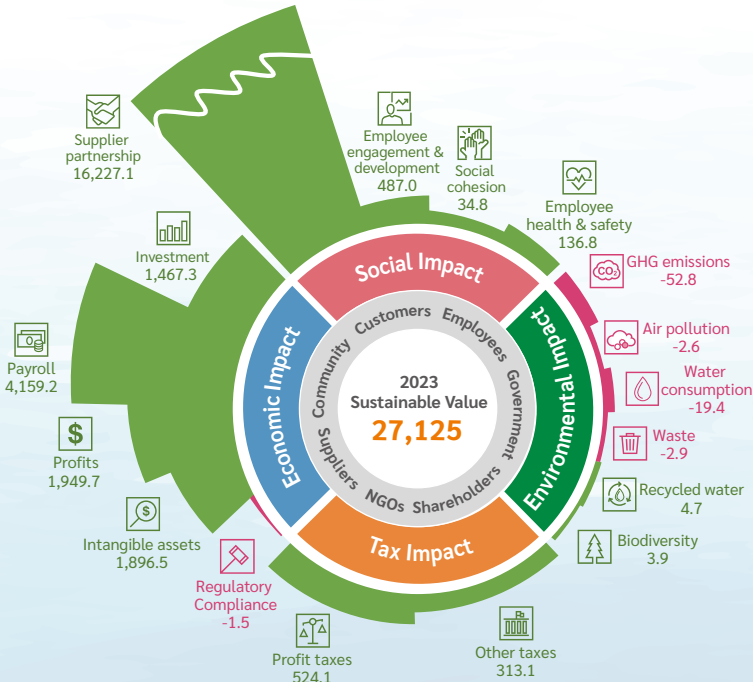 Supplier
partnership
16,227.1
Employee
engagement &
development
487.0
Social
cohesion
34.8
Employee
health & safety
136.8
Investment
1,467.3
Payroll
4,159.2
$
Profits
1,949.7
$
Intangible assets
1,896.5
Regulatory
Compliance
-1.5
Profit taxes
524.1
Other taxes
313.1
CO₂
GHG emissions
-52.8
Air pollution
-2.6
Water
consumption
-19.4
Waste
-2.9
Recycled water
4.7
Biodiversity
3.9
Social Impact
Environmental Impact
Tax Impact
Economic Impact
Community Customers Employees Government
Suppliers NGOs Shareholders
2023
Sustainable Value
27,125